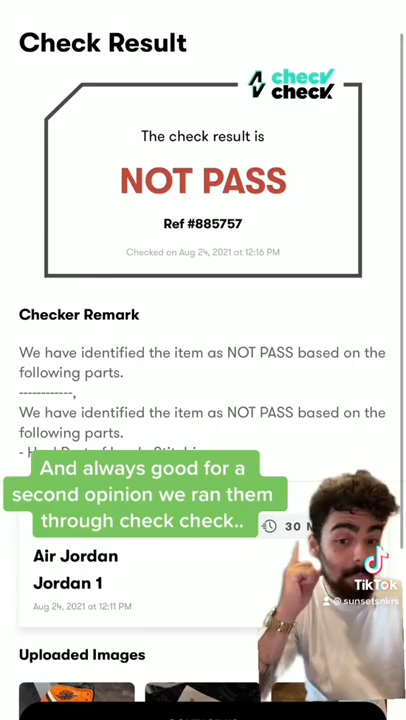 Check Result
checv
checĸ
The check result is
NOT PASS
Ref #885757
Checked on Aug 24, 2021 at 12:16 PM
Checker Remark
We have identified the item as NOT PASS based on the
following parts.
------------,
We have identified the item as NOT PASS based on the
following parts.
And always good for a
second opinion we ran them
through check check..
30
Air Jordan
Jordan 1
Aug 24, 2021 at 12:11 PM
TikTok
@sunsetsnkrs
Uploaded Images